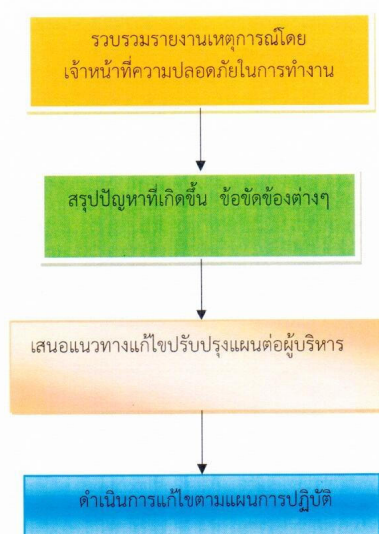 รวบรวมรายงานเหตุการณ์โดย
เจ้าหน้าที่ความปลอดภัยในการทำงาน
สรุปปัญหาที่เกิดขึ้น ข้อขัดข้องต่างๆ
เสนอแนวทางแก้ไขปรับปรุงแผนต่อผู้บริหาร
ดำเนินการแก้ไขตามแผนการปฏิบัติ